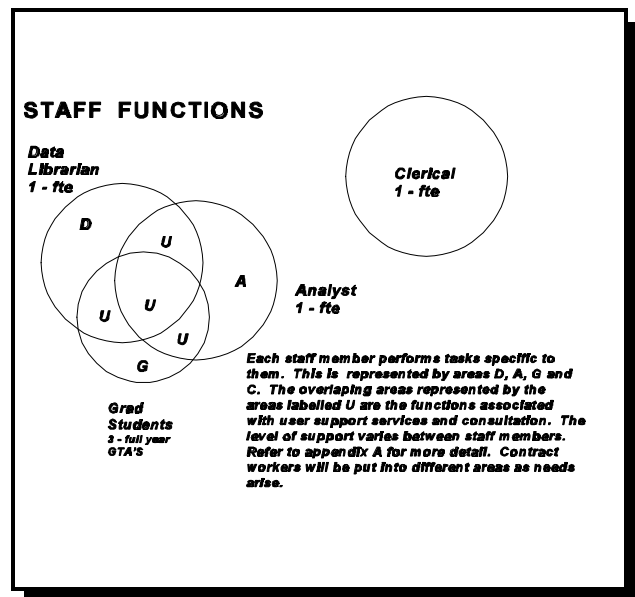 STAFF FUNCTIONS
Data
Librarian
1 - fte
Clerical
1 - fte
D
U
A
U
U
U
G
Analyst
1 - fte
Each staff member performs tasks specific to
them. This is represented by areas D, A, G and
C. The overlaping areas represented by the
areas labelled U are the functions associated
with user support services and consultation. The
level of support varies between staff members.
Refer to appendix A for more detail. Contract
workers will be put into different areas as needs
arise.
Grad
Students
3 - full year
GTA'S